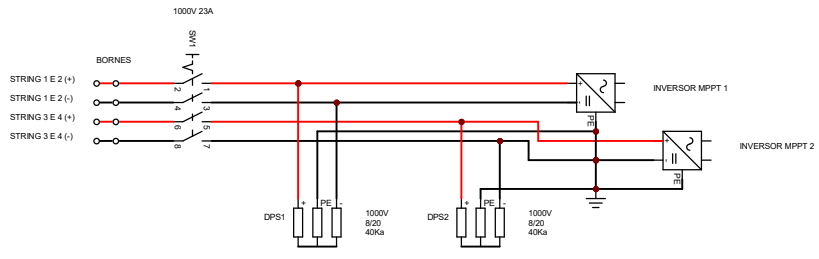 1000V 23A
SW1
BORNES
STRING 1 E 2 (+)
2 1
+
INVERSOR MPPT 1
STRING 1 E 2 (-)
4 3
-
STRING 3 E 4 (+)
6 5
PE
STRING 3 E 4 (-)
8 7
+
INVERSOR MPPT 2
-
PE
DPS1
+ PE -
1000V
8/20
40Ka
DPS2
+ PE -
1000V
8/20
40Ka